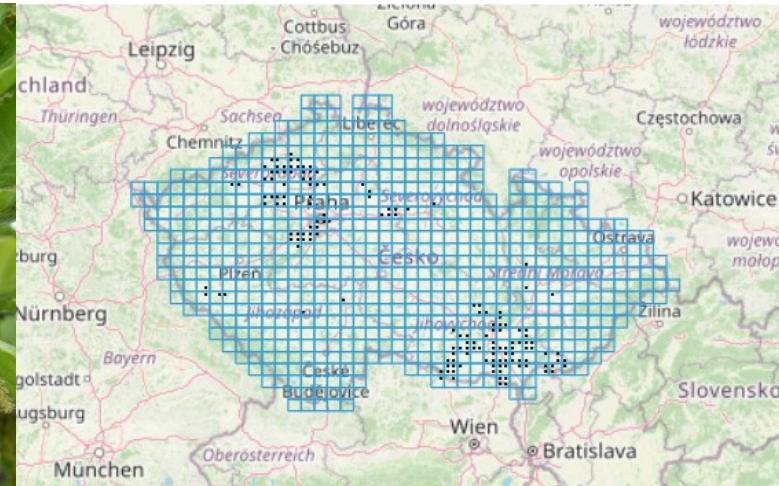 Zielona
Góra
województwo
łódzkie
Cottbus
- Chóśebuz
Leipzig
chland
Thüringen
Sachsen
Chemnitz
Liberec
województwo
dolnośląskie
Częstochowa
województwo
opolskie
Katowice
Praha
Ostrava
zburg
Česko
Plzeň
Střední Morava
Nürnberg
Jihozápad
Jihovýchod
Žilina
Bayern
golstadt
ugsburg
České
Budějovice
Slovensko
Wien
Bratislava
Oberösterreich
München